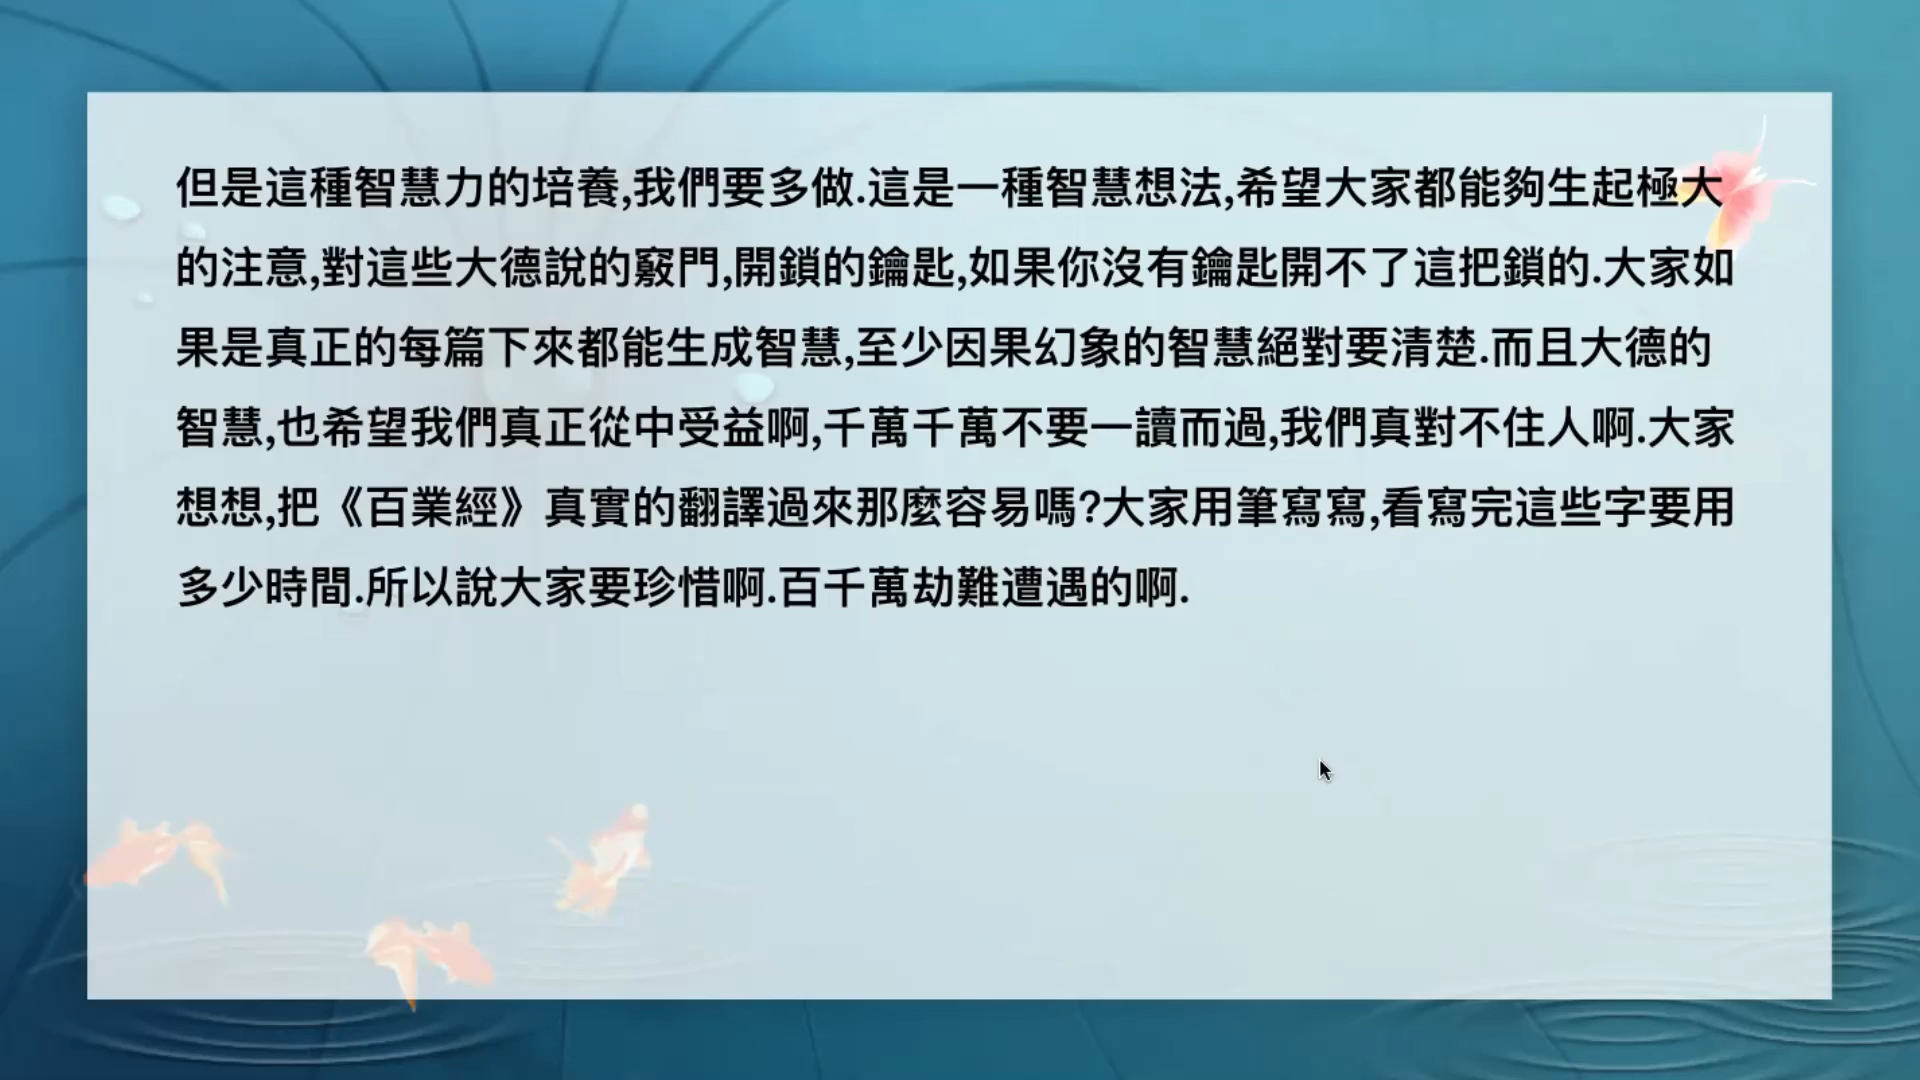 但是這種智慧力的培養,我們要多做.這是一種智慧想法,希望大家都能夠生起極大
的注意,對這些大德說的竅門,開鎖的鑰匙,如果你沒有鑰匙開不了這把鎖的.大家如
果是真正的每篇下來都能生成智慧,至少因果幻象的智慧絕對要清楚.而且大德的
智慧,也希望我們真正從中受益啊,千萬千萬不要一讀而過,我們真對不住人啊.大家
想想,把《百業經》真實的翻譯過來那麼容易嗎?大家用筆寫寫,看寫完這些字要用
多少時間.所以說大家要珍惜啊.百千萬劫難遭遇的啊.